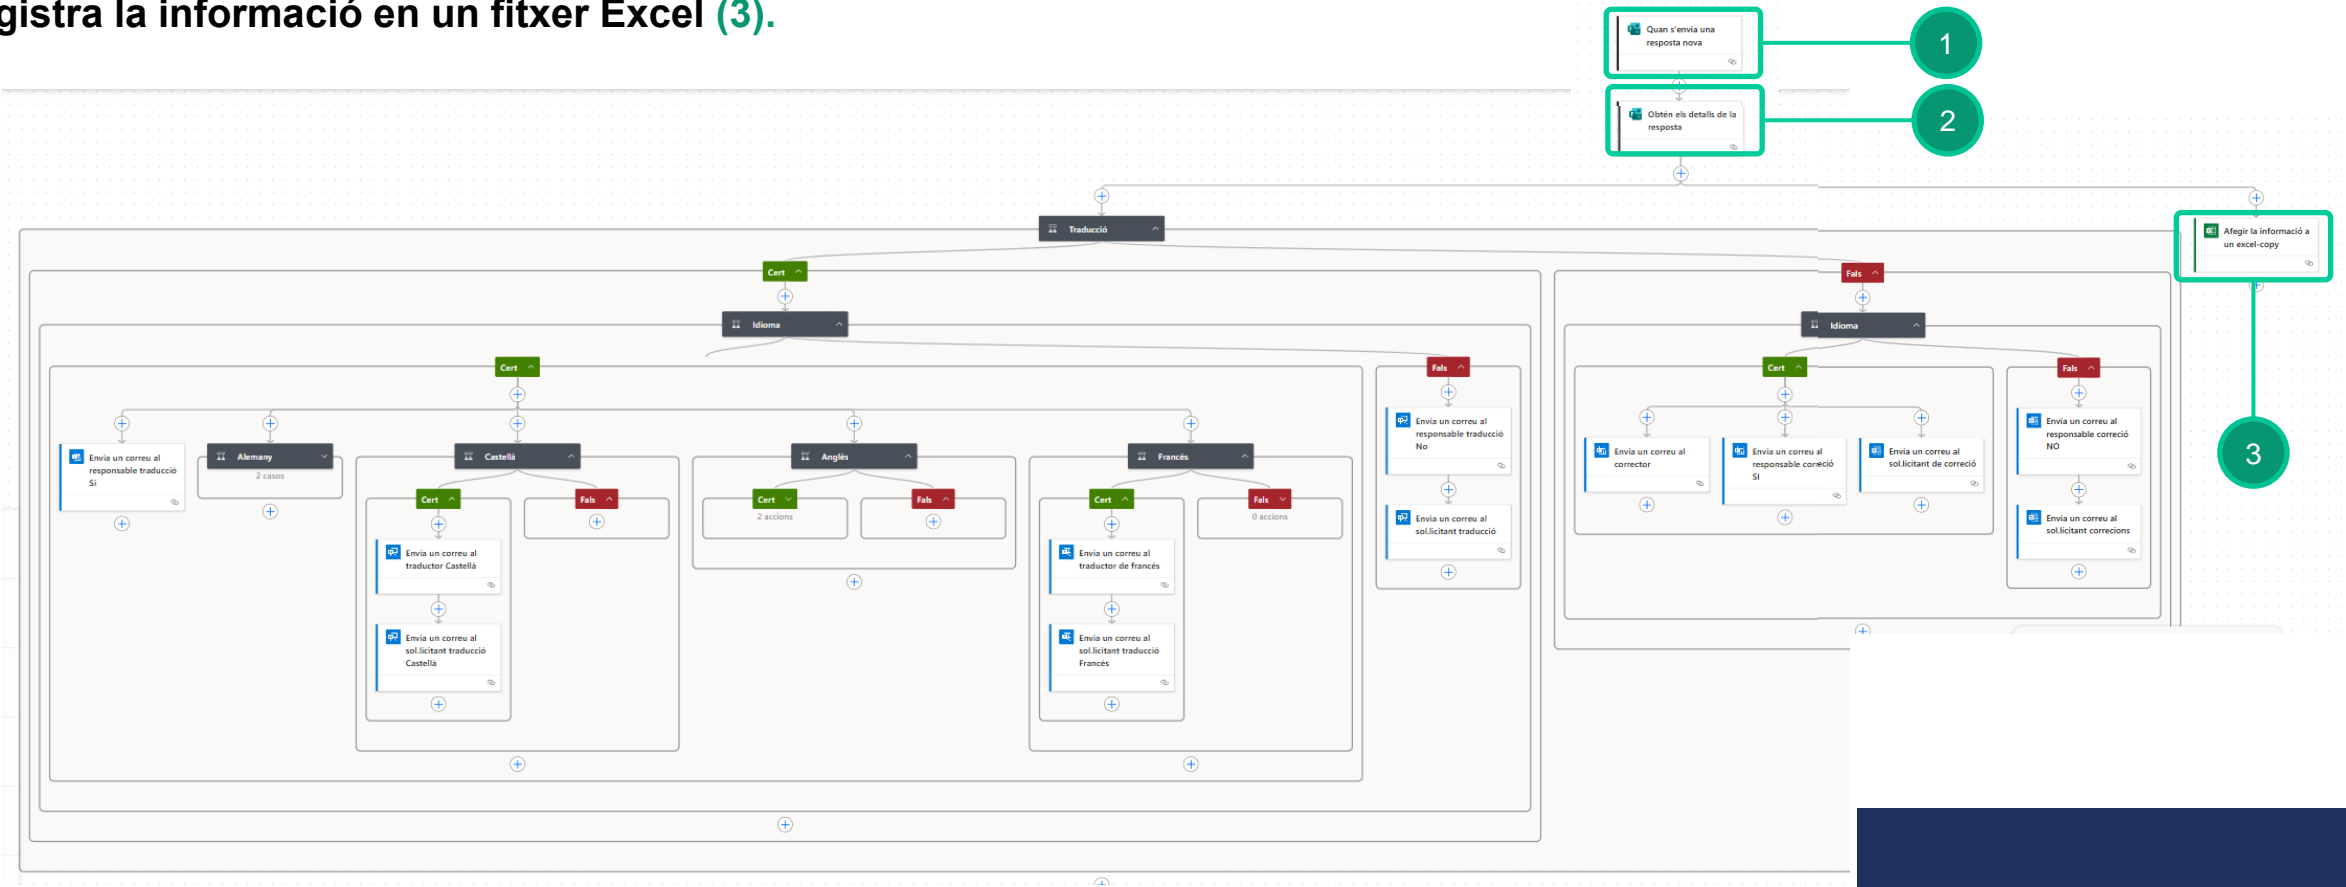 gistra la informació en un fitxer Excel (3).
Quan s'envia una
resposta nova
1
Obtén els detalls de la
resposta
2
Traducció
Afegir la informació a
un excel-copy
3
Cert
Fals
Idioma
Idioma
Cert
Fals
Cert
Fals
Envia un correu al
responsable traducció
Si
Alemany
2 casos
Castellà
Cert
Fals
Envia un correu al
traductor Castellà
Envia un correu al
sol.licitant traducció
Castellà
Anglès
Cert
2 accions
Fals
Francés
Cert
Fals
0 accions
Envia un correu al
traductor de francés
Envia un correu al
sol.licitant traducció
Francés
Envia un correu al
responsable traducció
No
Envia un correu al
sol.licitant traducció
Envia un correu al
corrector
Envia un correu al
responsable correció
SI
Envia un correu al
sol.licitant de correció
Envia un correu al
responsable correció
NO
Envia un correu al
sol.licitant correcions